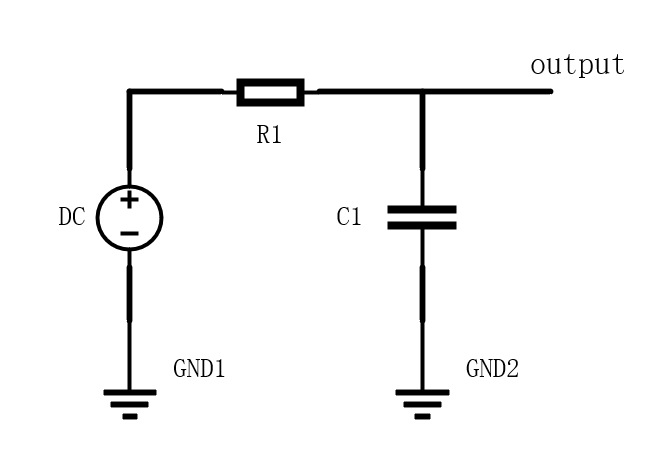 output
R1
DC
C1
GND1
GND2